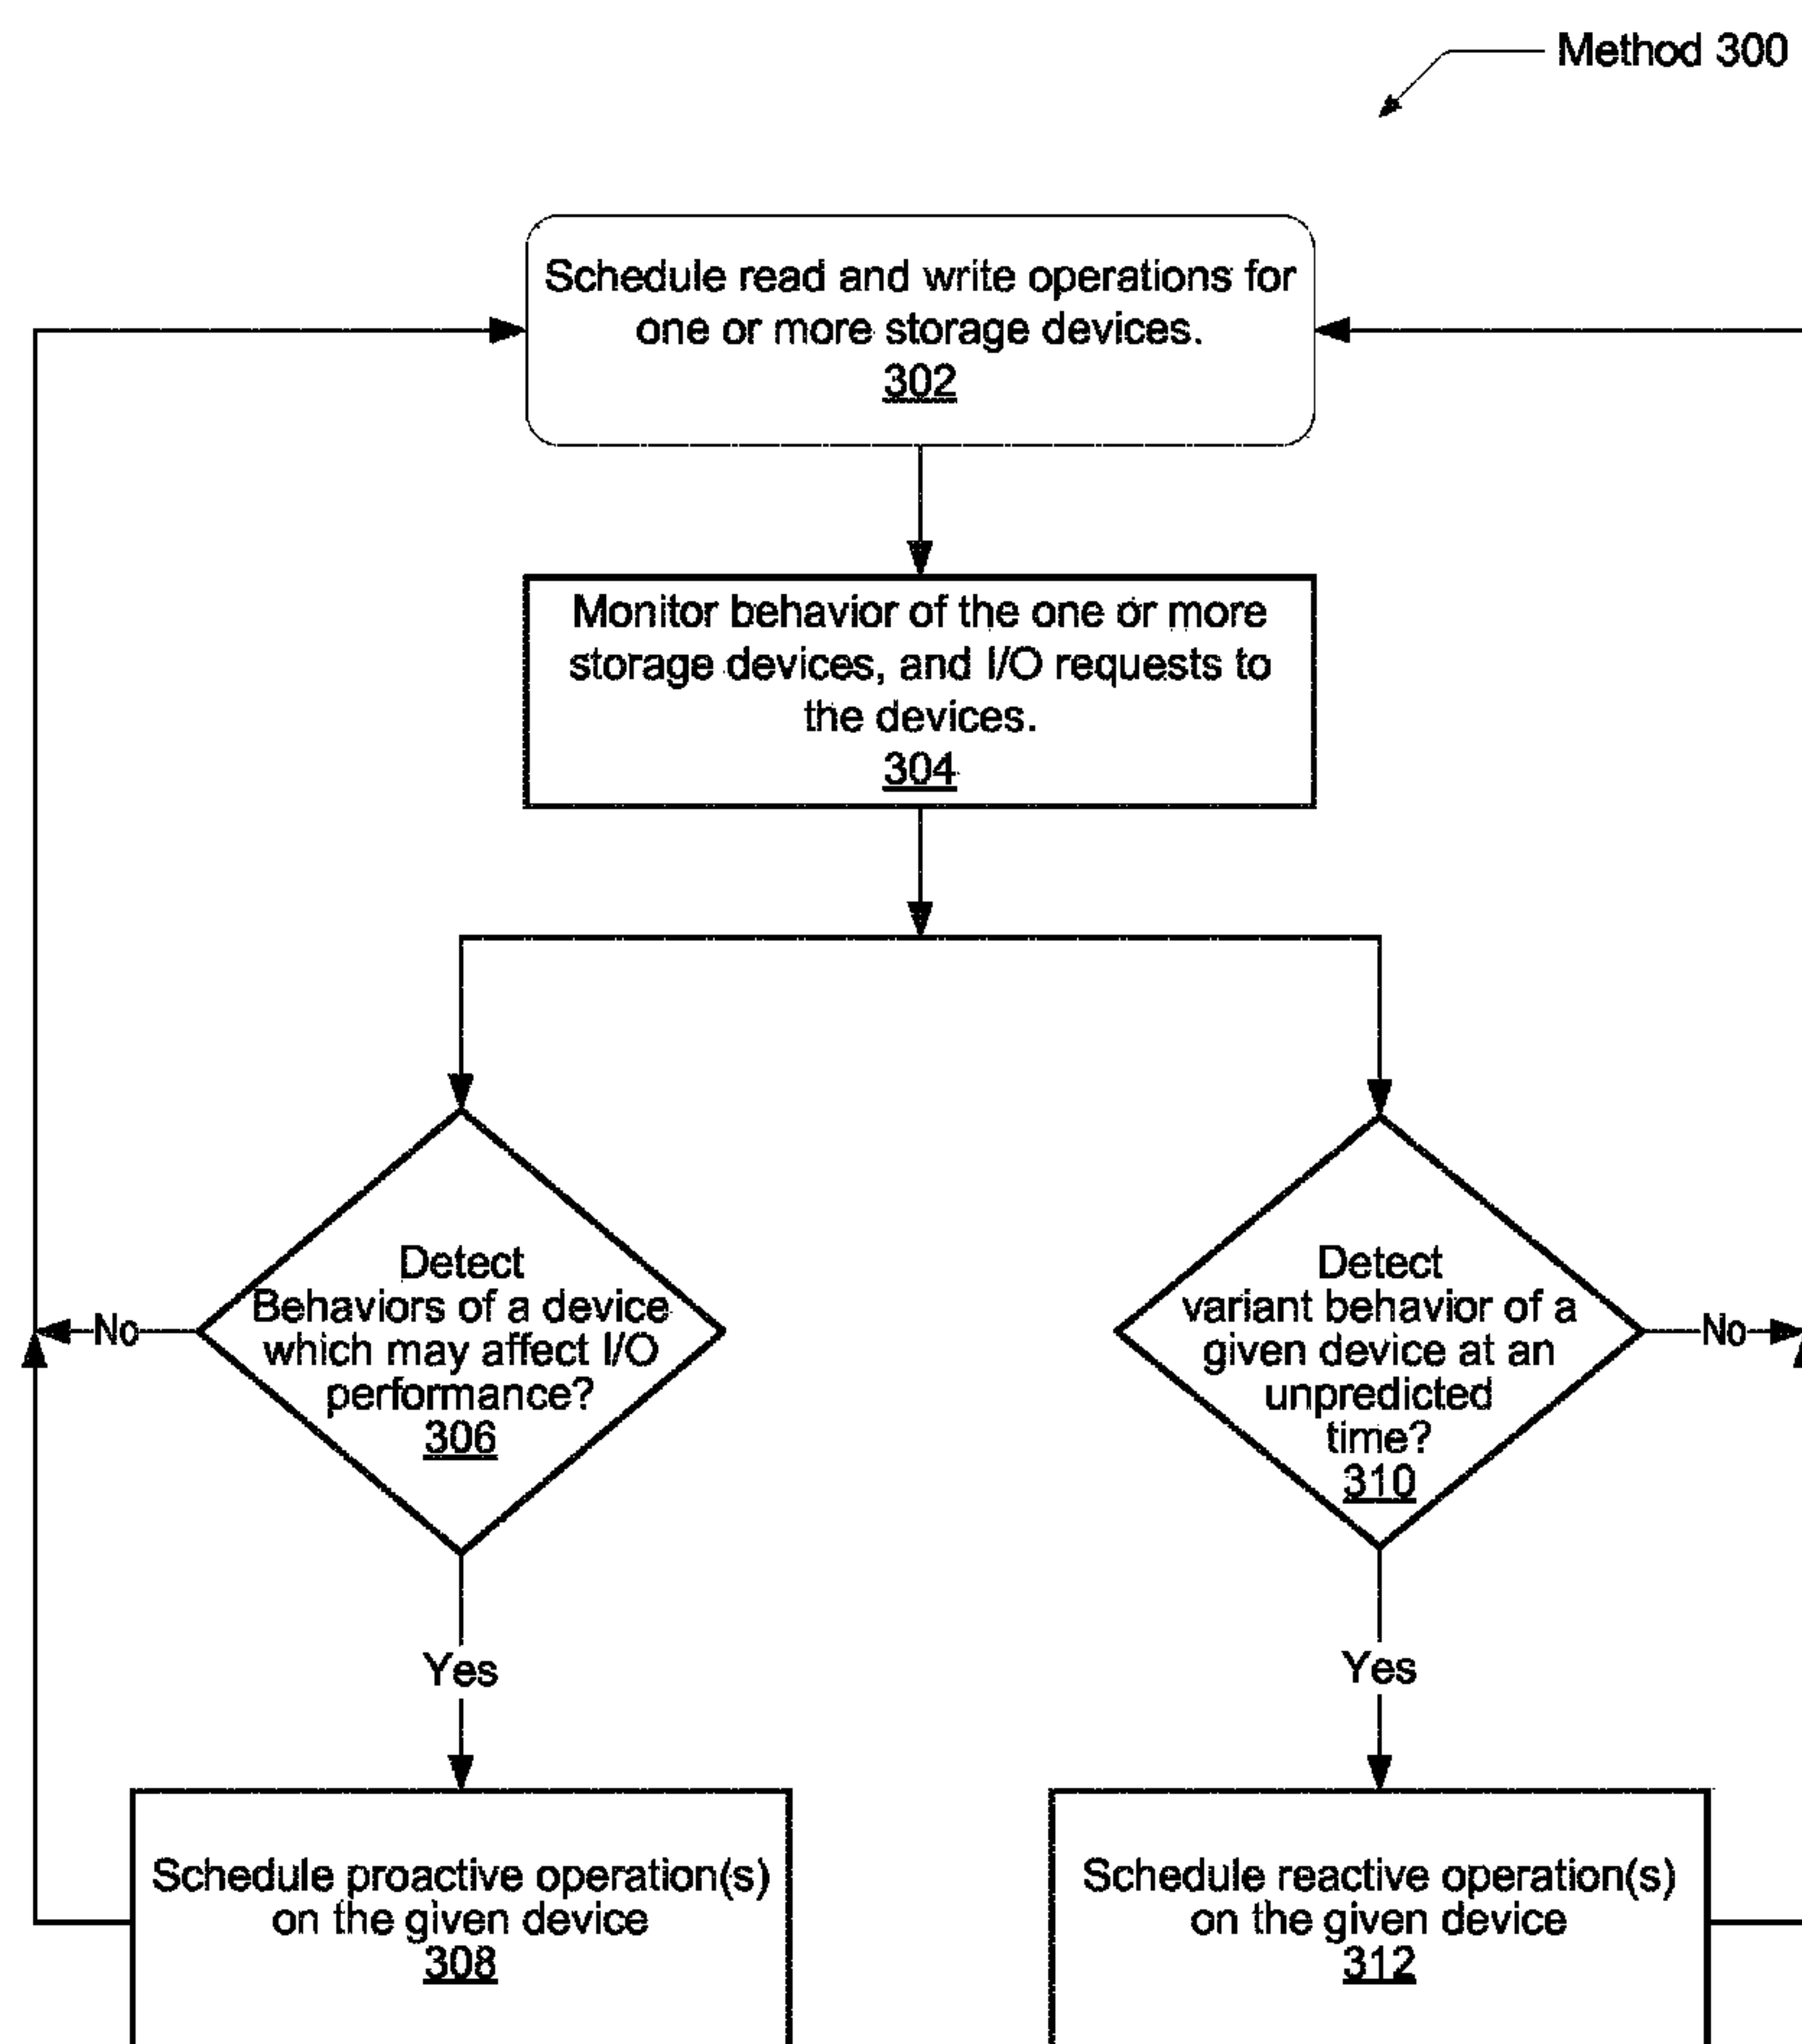 Method 300
Schedule read and write operations for
one or more storage devices.
302
Monitor behavior of the one or more
storage devices, and I/O requests to
the devices.
304
Detect
Behaviors of a device
which may affect I/O
performance?
306
No
Yes
Detect
variant behavior of a
given device at an
unpredicted
time?
310
No
Yes
Schedule proactive operation(s)
on the given device
308
Schedule reactive operation(s)
on the given device
312